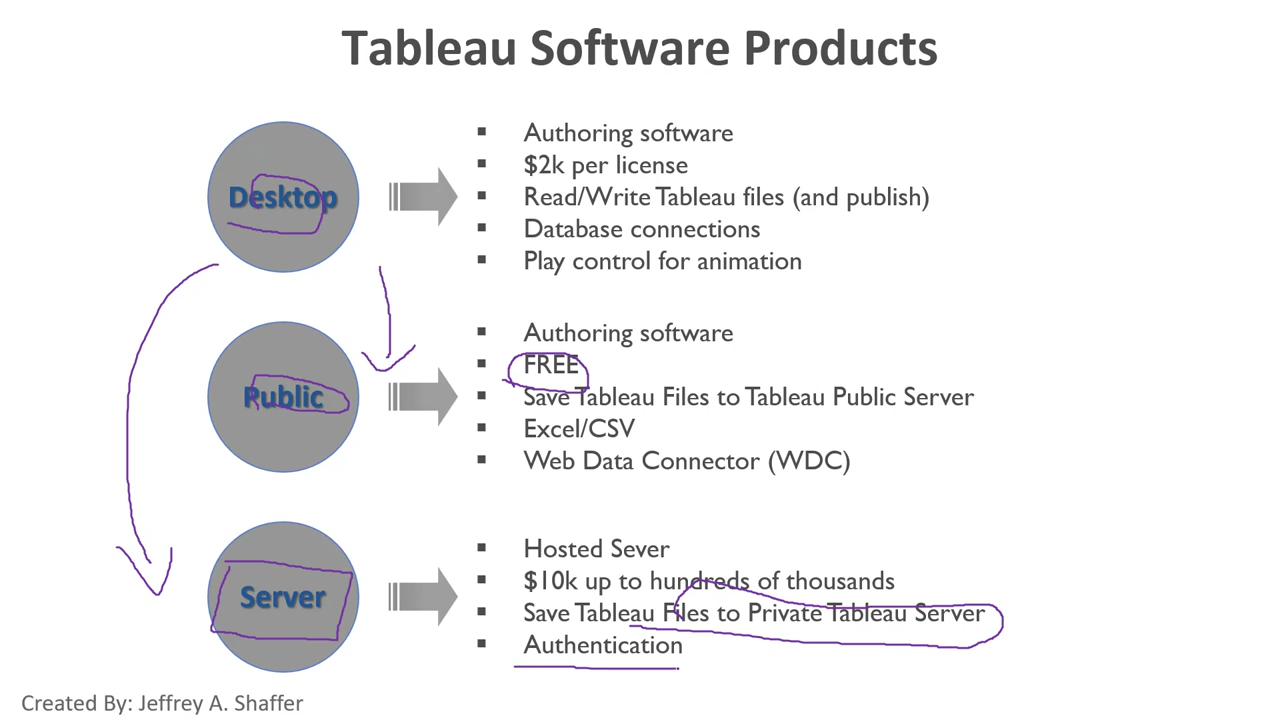 Tableau Software Products
Desktop
▪ Authoring software
▪ $2k per license
▪ Read/Write Tableau files (and publish)
▪ Database connections
▪ Play control for animation
Public
▪ Authoring software
▪ FREE
▪ Save Tableau Files to Tableau Public Server
▪ Excel/CSV
▪ Web Data Connector (WDC)
Server
▪ Hosted Sever
▪ $10k up to hundreds of thousands
▪ Save Tableau Files to Private Tableau Server
▪ Authentication
Created By: Jeffrey A. Shaffer